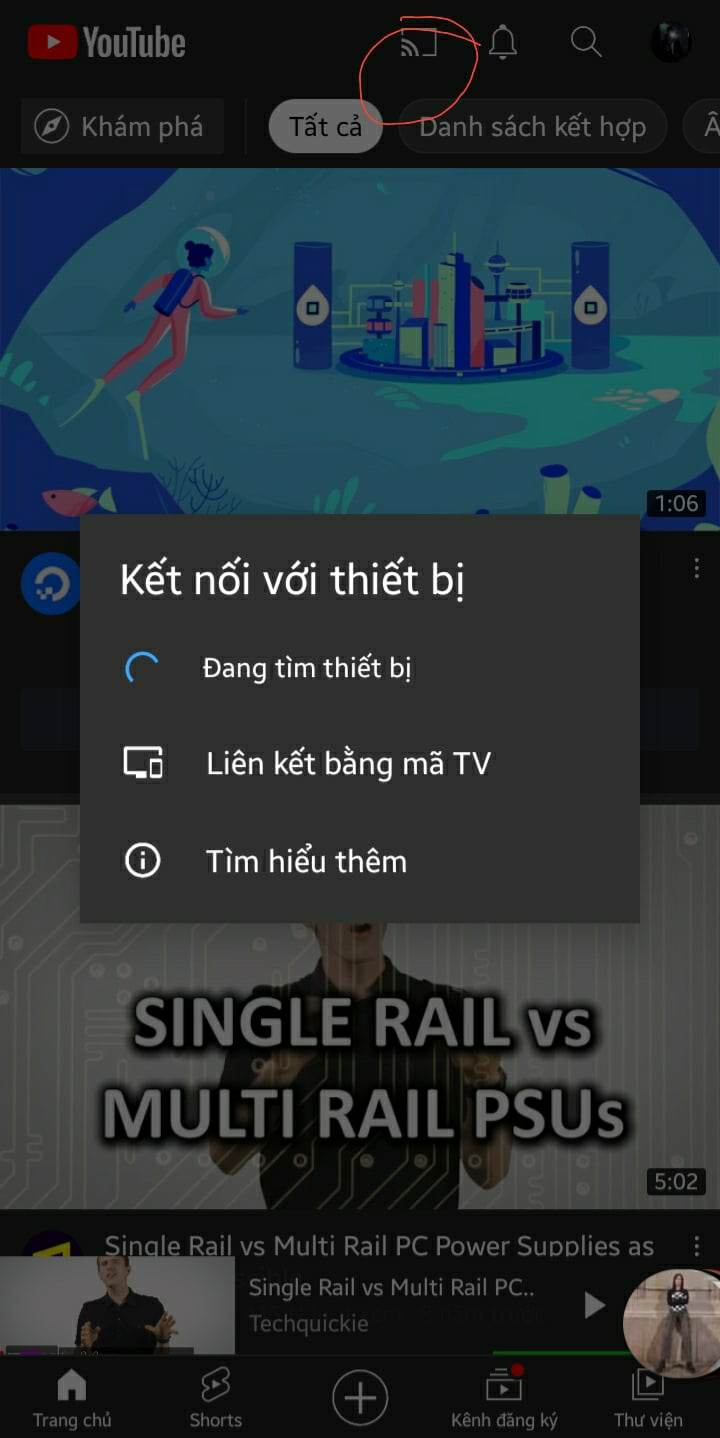 YouTube
Khám phá
Tất cả
Danh sách kết hợp
Â
1:06
Kết nối với thiết bị
Đang tìm thiết bị
Liên kết bằng mã TV
Tìm hiểu thêm
SINGLE RAIL vs
MULTI RAIL PSUs
5:02
Single Rail vs Multi Rail PC Power Supplies as
Single Rail vs Multi Rail PC..
Techquickie
Trang chủ
Shorts
Kênh đăng ký
Thư viện